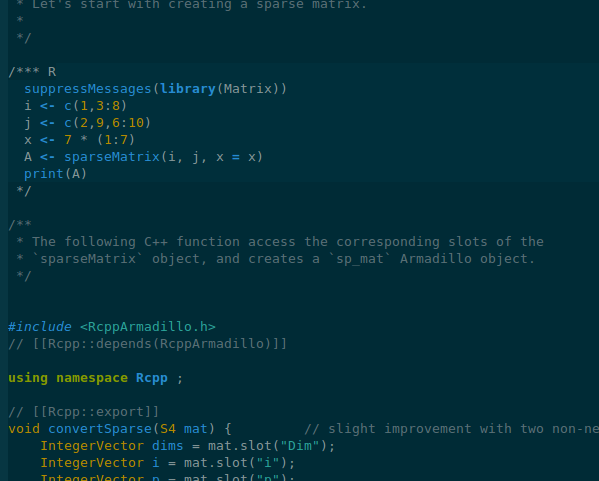 * Let's start with creating a sparse matrix.
*
*/
/*** R
suppressMessages(library(Matrix))
i <- c(1,3:8)
j <- c(2,9,6:10)
x <- 7 * (1:7)
A <- sparseMatrix(i, j, x = x)
print(A)
*/
/**
* The following C++ function access the corresponding slots of the
* `sparseMatrix` object, and creates a `sp_mat` Armadillo object.
*/
#include <RcppArmadillo.h>
// [[Rcpp::depends(RcppArmadillo)]]
using namespace Rcpp ;
// [[Rcpp::export]]
void convertSparse(S4 mat) { // slight improvement with two non-ne
IntegerVector dims = mat.slot("Dim");
IntegerVector i = mat.slot("i");
IntegerVector p = mat.slot("p");